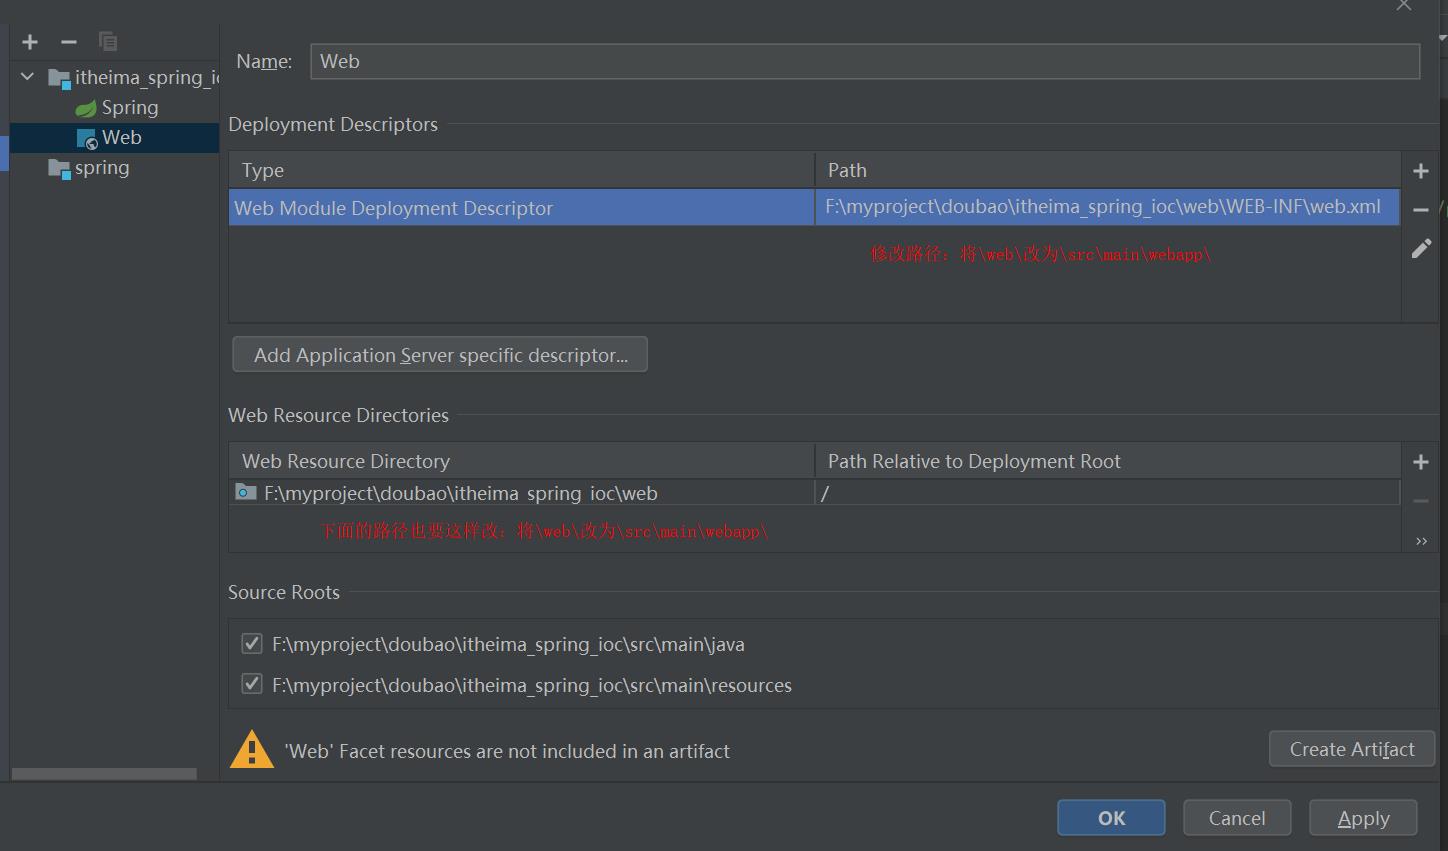 itheima_spring_i
Spring
Web
spring
Name:
Web
Deployment Descriptors
Type
Path
Web Module Deployment Descriptor
F:\myproject\doubao\itheima_spring_ioc\web\WEB-INF\web.xml
修改路径：将\web\改为\src\main\webapp\
Add Application Server specific descriptor...
Web Resource Directories
Web Resource Directory
Path Relative to Deployment Root
F:\myproject\doubao\itheima_spring_ioc\web
/
下面的路径也要这样改：将\web\改为\src\main\webapp\
Source Roots
F:\myproject\doubao\itheima_spring_ioc\src\main\java
F:\myproject\doubao\itheima_spring_ioc\src\main\resources
'Web' Facet resources are not included in an artifact
Create Artifact
OK
Cancel
Apply